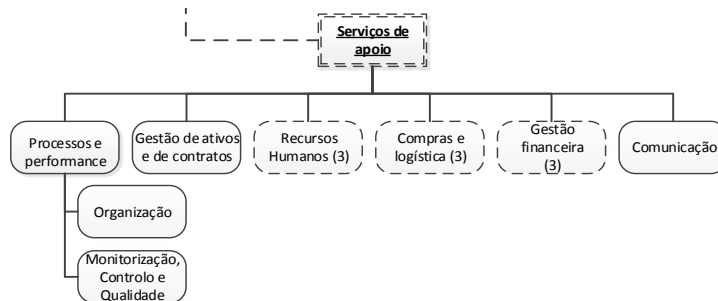 Serviços de
apoio
Processos e
performance
Gestão de ativos
e de contratos
Recursos
Humanos (3)
Compras e
logística (3)
Gestão
financeira
(3)
Comunicação
Organização
Monitorização,
Controlo e
Qualidade